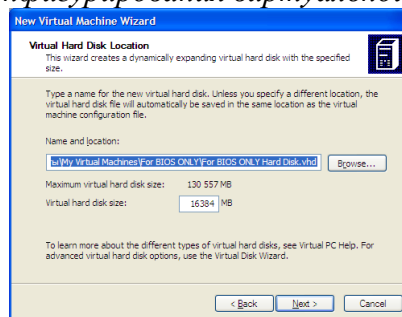 New Virtual Machine Wizard
Virtual Hard Disk Location
This wizard creates a dynamically expanding virtual hard disk with the specified
size.
Type a name for the new virtual hard disk. Unless you specify a different location, the
virtual hard disk file will automatically be saved in the same location as the virtual
machine configuration file.
Name and location:
\My Virtual Machines\For BIOS ONLY\For BIOS ONLY Hard Disk.vhd Browse...
Maximum virtual hard disk size: 130 557 MB
Virtual hard disk size: 16384 MB
To learn more about the different types of virtual hard disks, see Virtual PC Help. For
advanced virtual hard disk options, use the Virtual Disk Wizard.
< Back Next > Cancel